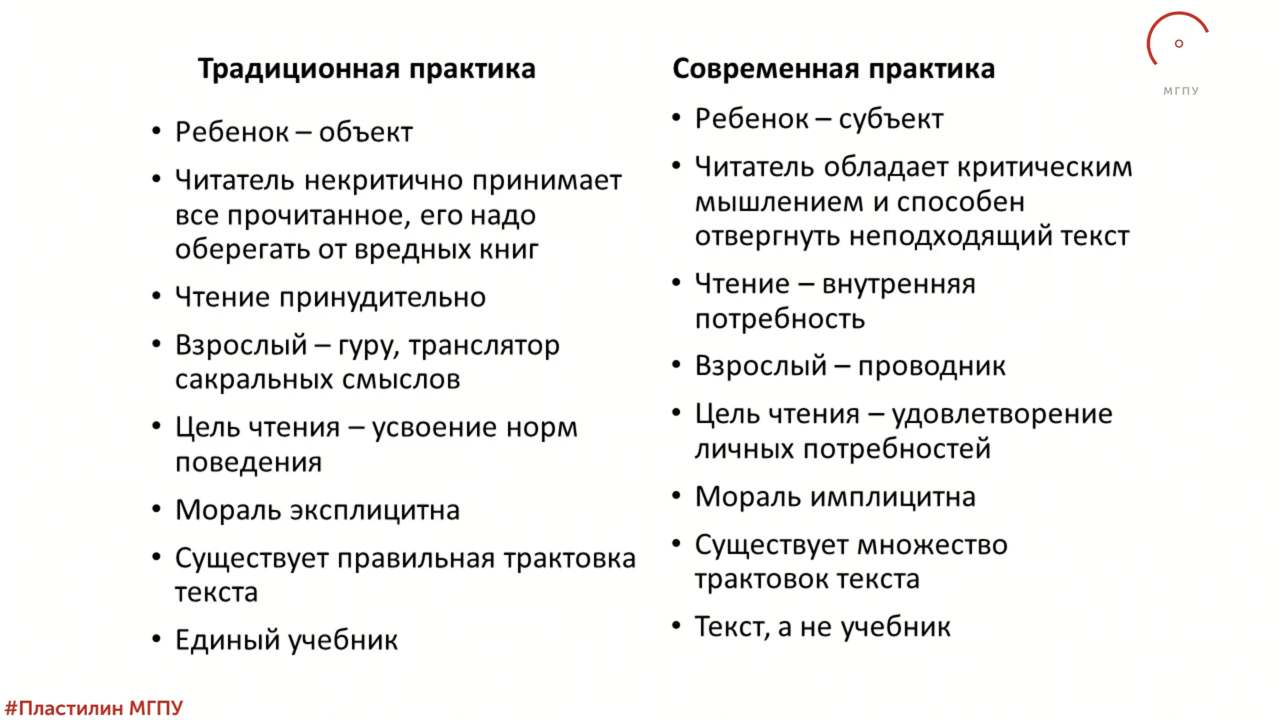 Традиционная практика
• Ребенок – объект
• Читатель некритично принимает
все прочитанное, его надо
оберегать от вредных книг
• Чтение принудительно
• Взрослый – гуру, транслятор
сакральных смыслов
• Цель чтения – усвоение норм
поведения
• Мораль эксплицитна
• Существует правильная трактовка
текста
• Единый учебник
Современная практика
• Ребенок – субъект
• Читатель обладает критическим
мышлением и способен
отвергнуть неподходящий текст
• Чтение – внутренняя
потребность
• Взрослый – проводник
• Цель чтения – удовлетворение
личных потребностей
• Мораль имплицитна
• Существует множество
трактовок текста
• Текст, а не учебник
МГПУ
#Пластилин МГПУ